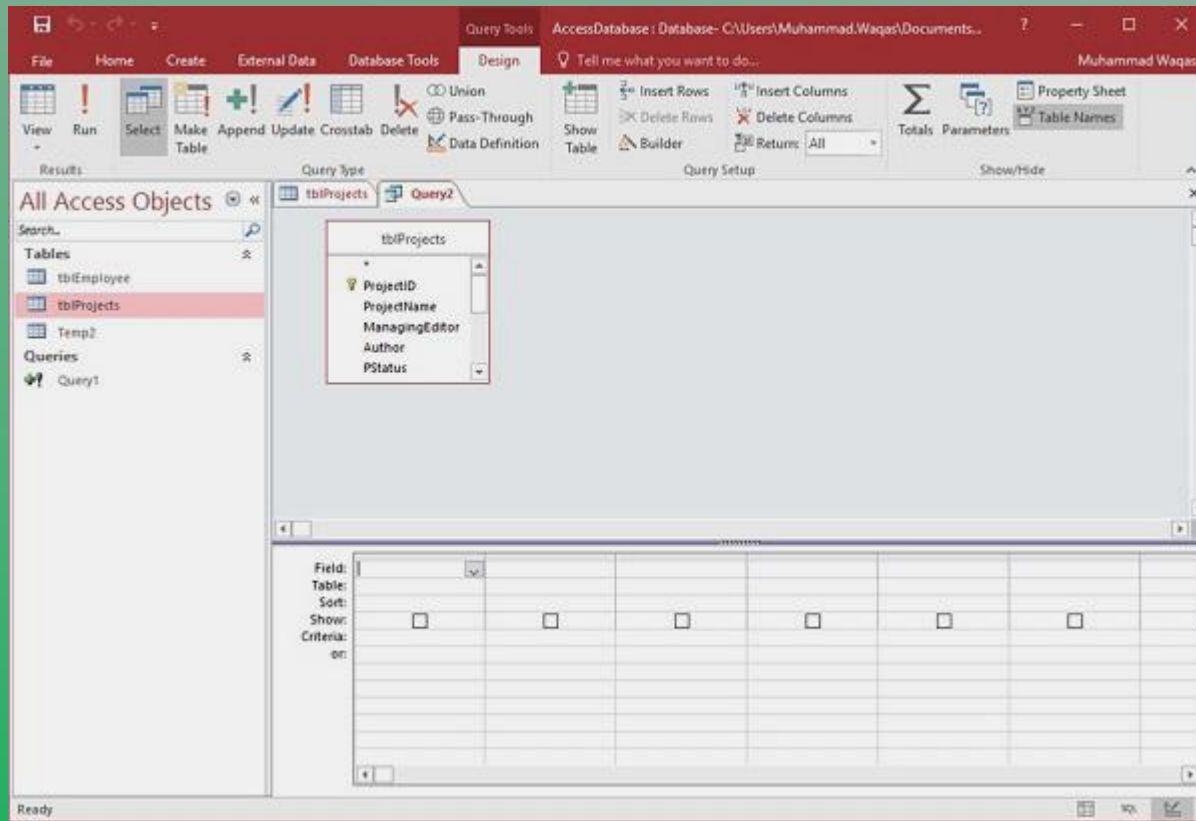 Query Tools AccessDatabase : Database- C:\Users\Muhammad.Waqas\Documents... ?
File Home Create External Data Database Tools Design Tell me what you want to do... Muhammad Waqas
View Run Select Make Table Append Update Crosstab Delete
Union
Pass-Through
Data Definition
Show Table
Insert Rows
Delete Rows
Builder
Insert Columns
Delete Columns
Return: All
Totals Parameters
Property Sheet
Table Names
Results Query Type Query Setup Show/Hide
All Access Objects
Search...
Tables
tblEmployee
tblProjects
Temp2
Queries
Query1
tblProjects Query2
tblProjects
*
ProjectID
ProjectName
ManagingEditor
Author
PStatus
Field:
Table:
Sort:
Show:
Criteria:
or:
Ready SQL